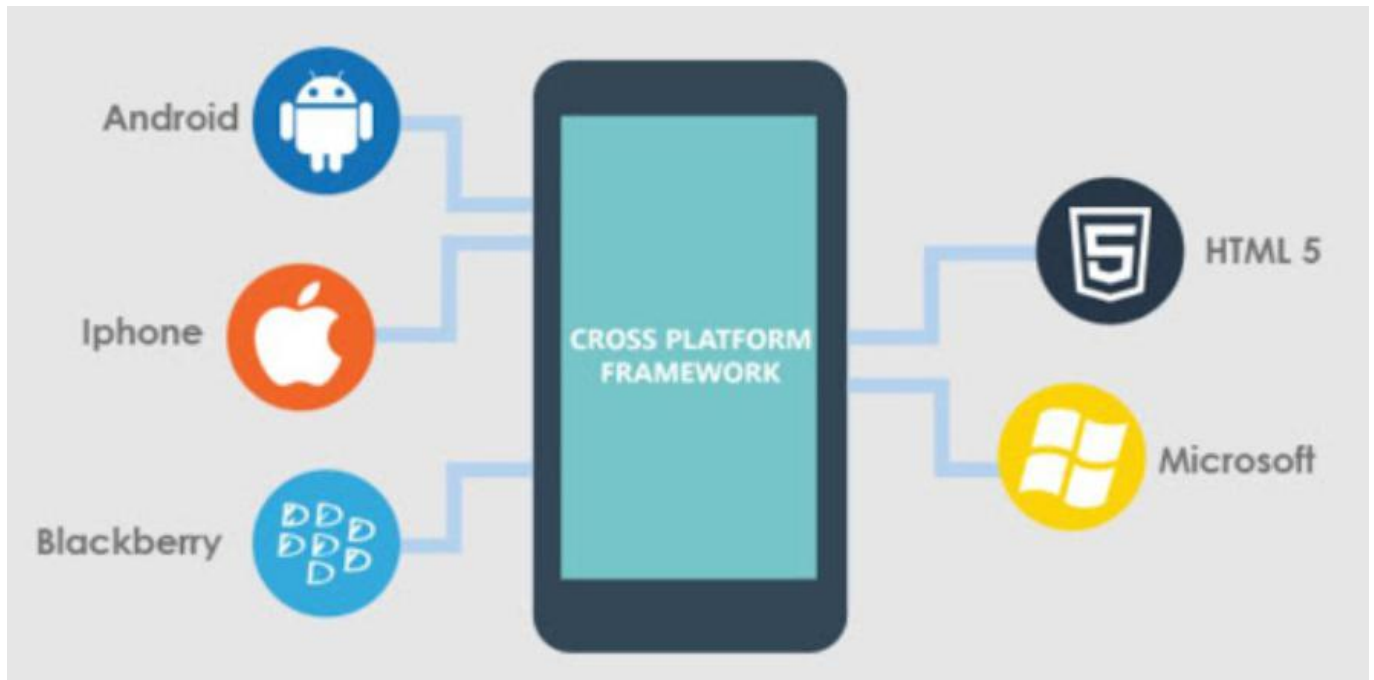 Android
Iphone
Blackberry
CROSS PLATFORM
FRAMEWORK
HTML 5
Microsoft